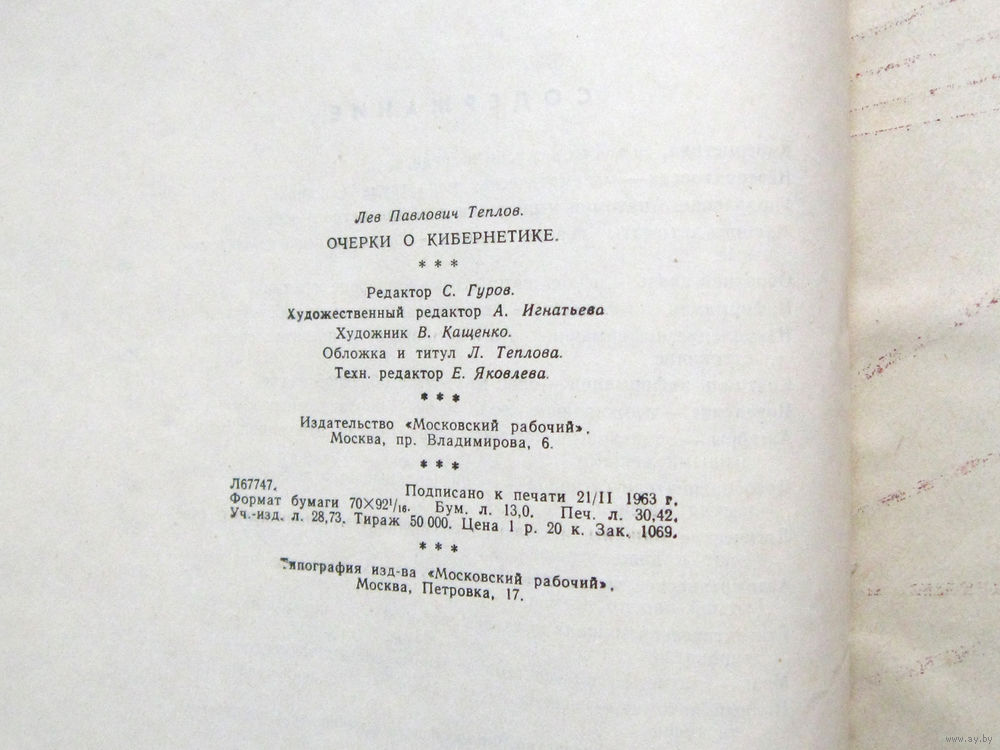 СОДЕРЖАНИЕ
Лев Павлович Теплов.
ОЧЕРКИ О КИБЕРНЕТИКЕ.
* * *
Редактор С. Гуров.
Художественный редактор А. Игнатьева
Художник В. Кащенко.
Обложка и титул Л. Теплова.
Техн. редактор Е. Яковлева.
* * *
Издательство «Московский рабочий».
Москва, пр. Владимирова, 6.
* * *
Л67747. Подписано к печати 21/II 1963 г.
Формат бумаги 70×92¹/₁₆. Бум. л. 13,0. Печ. л. 30,42.
Уч.-изд. л. 28,73. Тираж 50 000. Цена 1 р. 20 к. Зак. 1069.
* * *
Типография изд-ва «Московский рабочий».
Москва, Петровка, 17.
www.ay.by